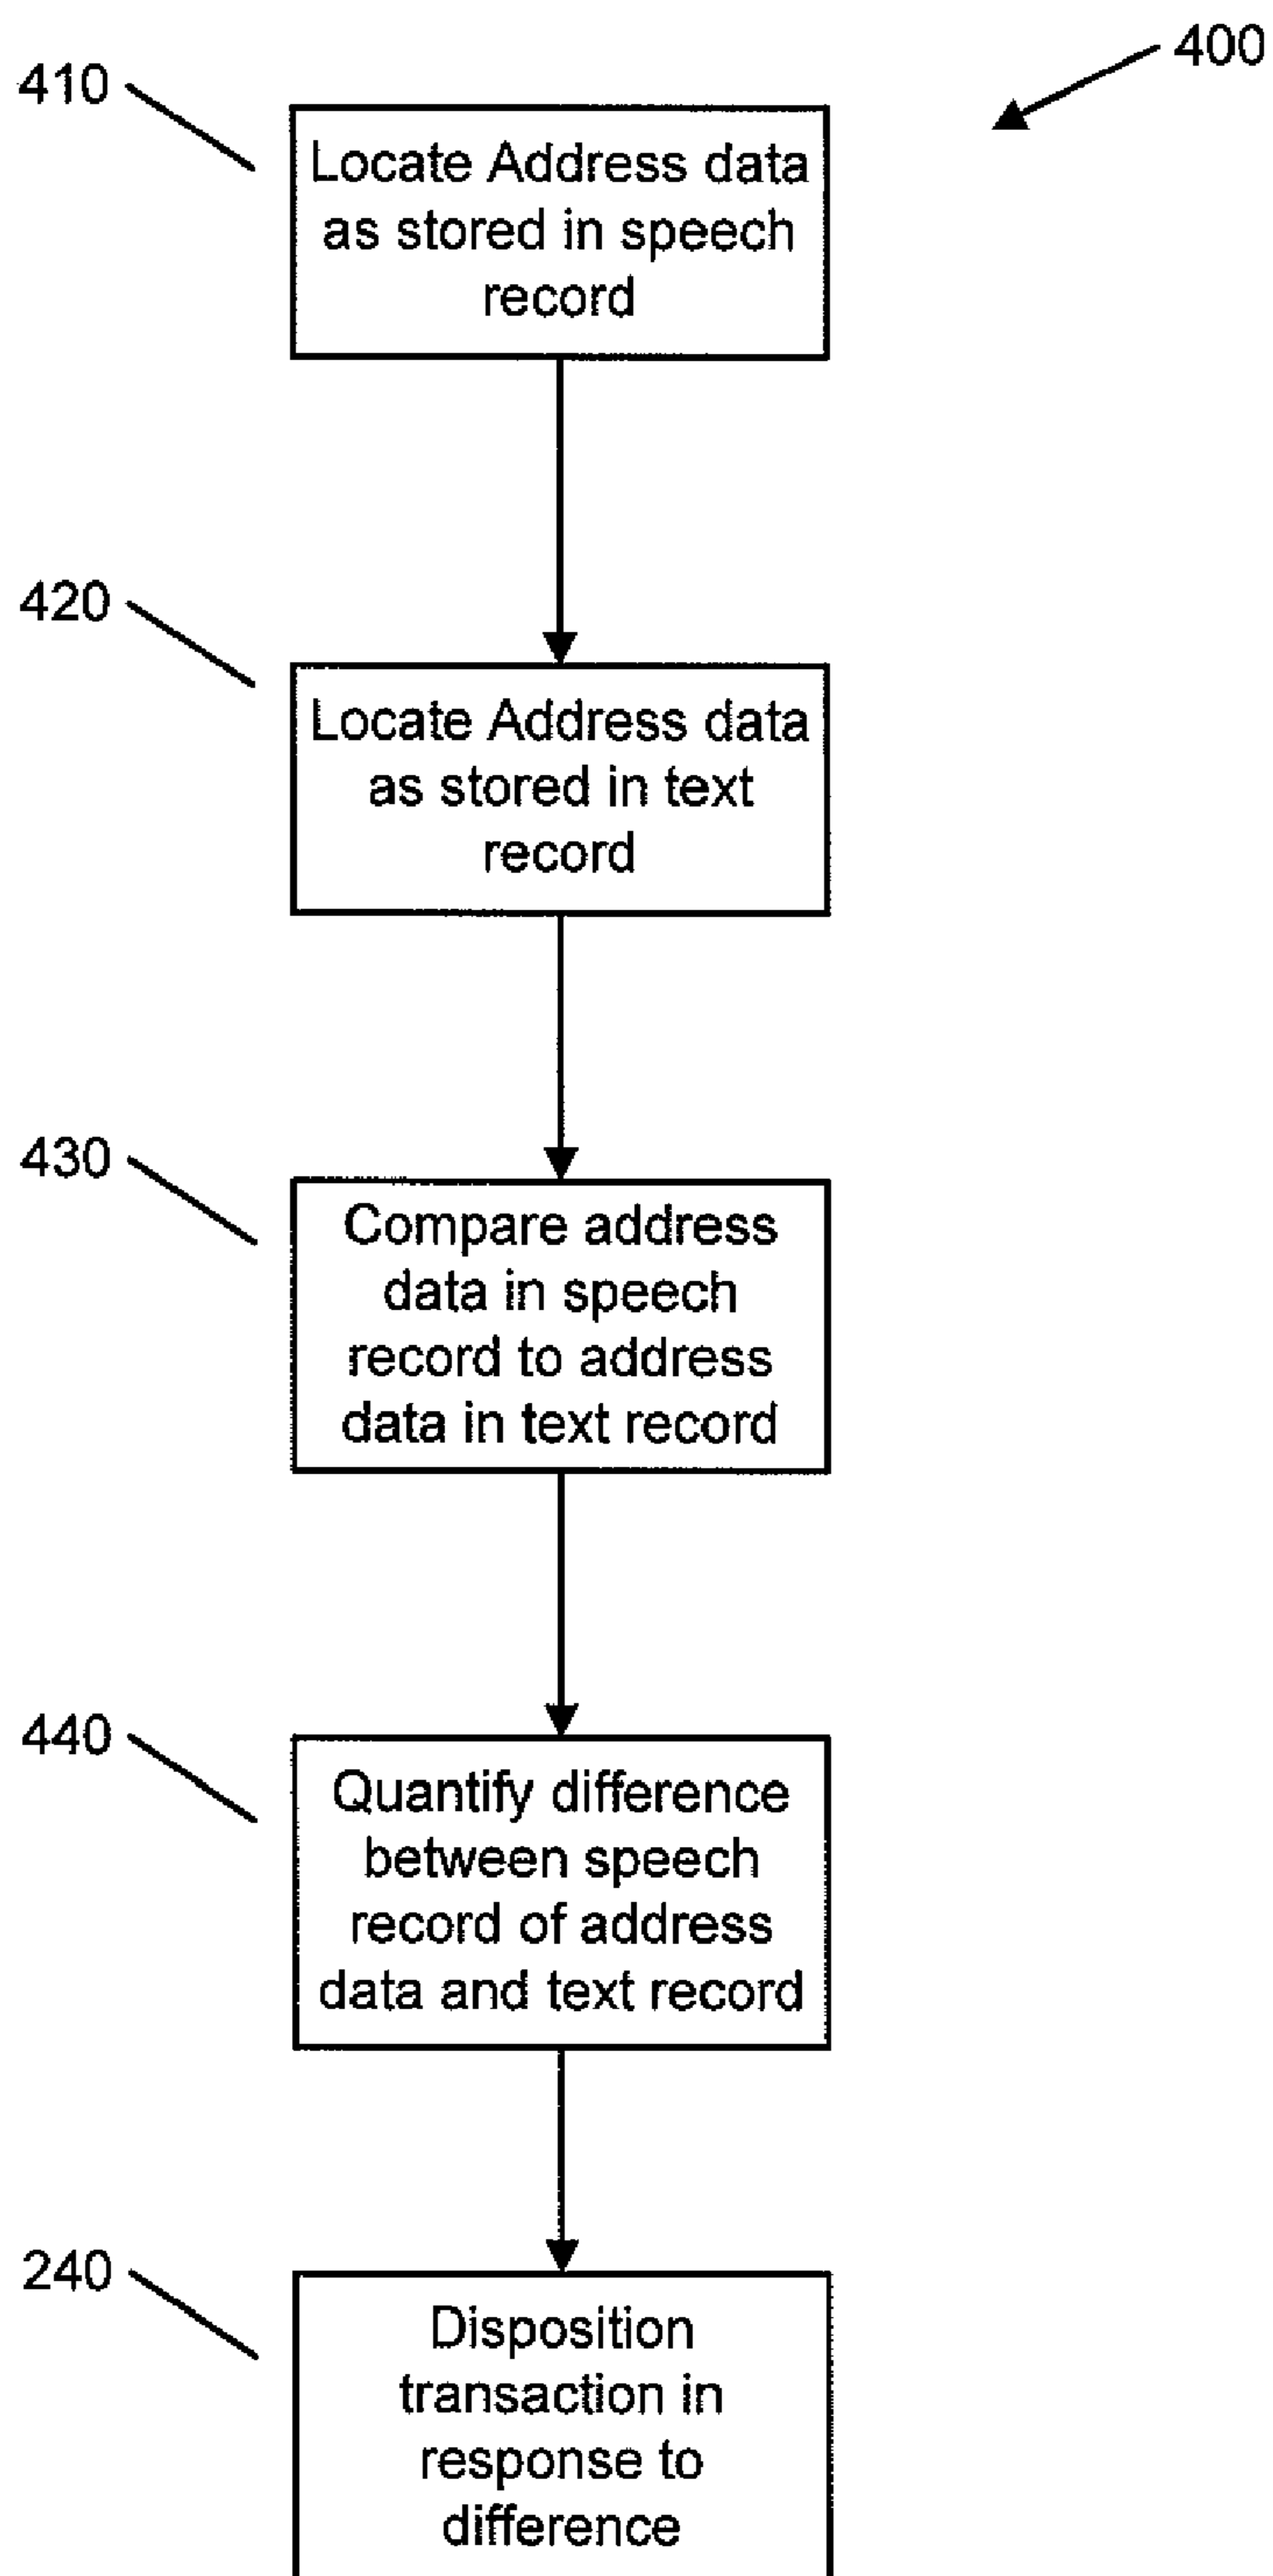 400
410
Locate Address data
as stored in speech
record
420
Locate Address data
as stored in text
record
430
Compare address
data in speech
record to address
data in text record
440
Quantify difference
between speech
record of address
data and text record
240
Disposition
transaction in
response to
difference